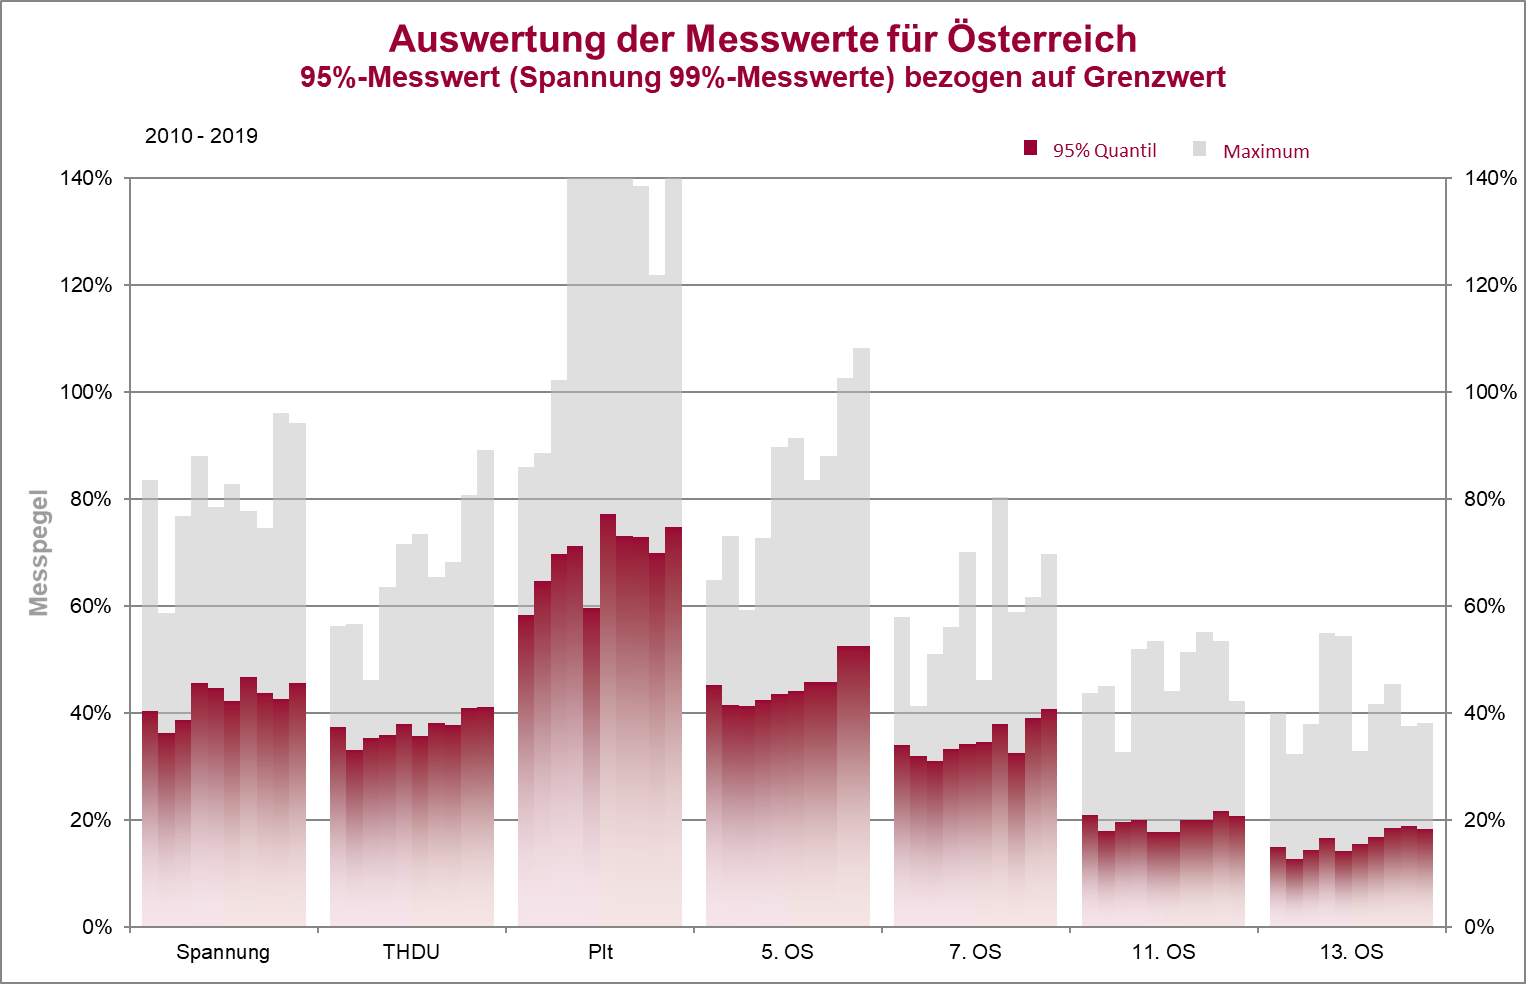 Auswertung der Messwerte für Österreich
95%-Messwert (Spannung 99%-Messwerte) bezogen auf Grenzwert
2010 - 2019
95% Quantil Maximum
140% 140%
120% 120%
100% 100%
80% 80%
60% 60%
40% 40%
20% 20%
0% 0%
Messpegel
Spannung THDU Plt 5. OS 7. OS 11. OS 13. OS